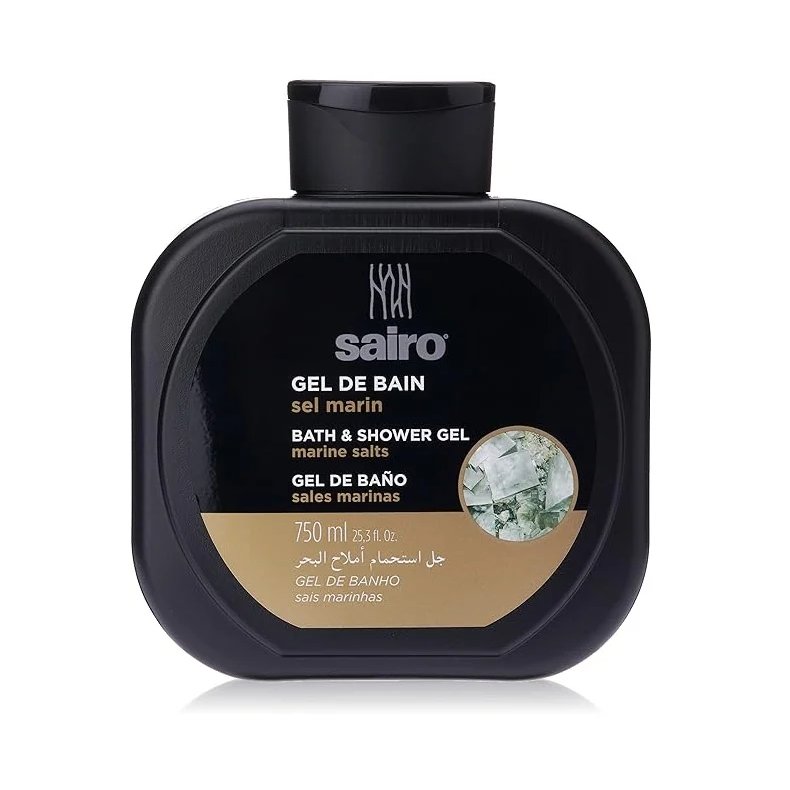 sairo
GEL DE BAIN
sel marin
BATH & SHOWER GEL
marine salts
GEL DE BAÑO
sales marinas
750 ml 25,3 fl. Oz.
جل استحمام أملاح البحر
GEL DE BANHO
sais marinhas